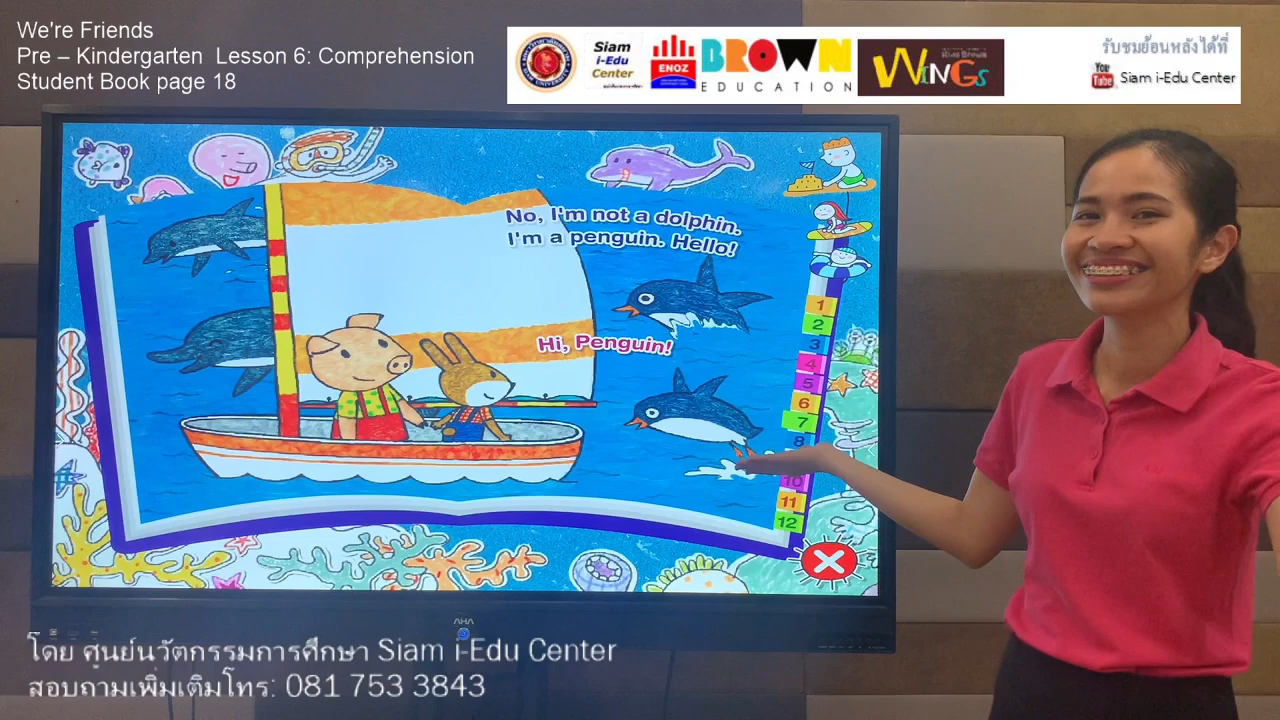 We're Friends
Pre – Kindergarten  Lesson 6: Comprehension
Student Book page 18
Siam
i-Edu
Center
ENOZ
BROWN
EDUCATION
WiNGs
รับชมย้อนหลังได้ที่
You
Tube
Siam i-Edu Center
No, I'm not a dolphin.
I'm a penguin. Hello!
Hi, Penguin!
1
2
3
4
5
6
7
8
10
11
12
AHA
โดย ศูนย์นวัตกรรมการศึกษา Siam i-Edu Center
สอบถามเพิ่มเติมโทร: 081 753 3843